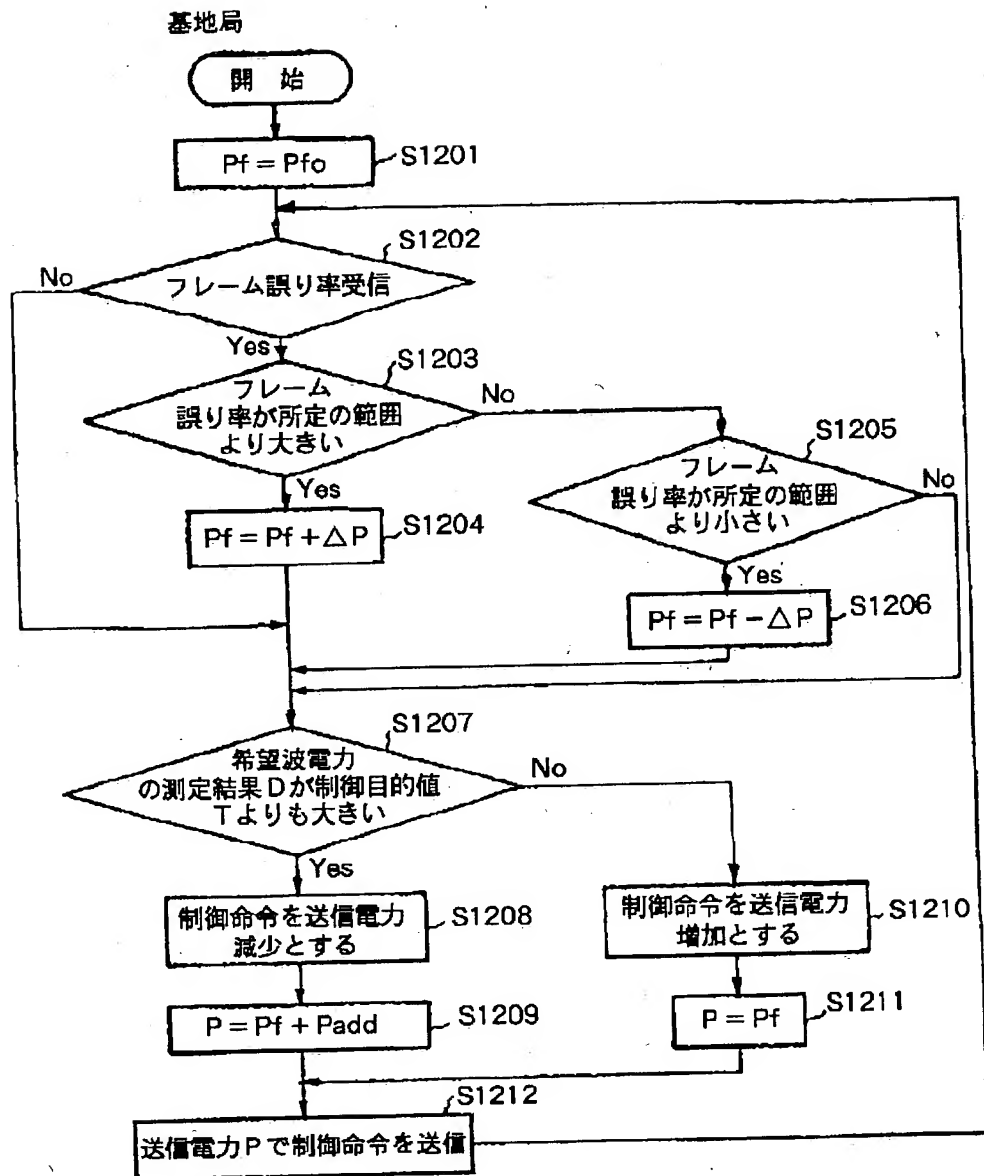 基地局
開 始
Pf = Pfo
S1201
S1202
フレーム誤り率受信
No
Yes
S1203
フレーム
誤り率が所定の範囲
より大きい
No
Yes
S1204
Pf = Pf + △P
S1205
フレーム
誤り率が所定の範囲
より小さい
No
Yes
S1206
Pf = Pf − △P
S1207
希望波電力
の測定結果Dが制御目的値
Tよりも大きい
No
Yes
制御命令を送信電力
減少とする
S1208
制御命令を送信電力
増加とする
S1210
P = Pf + Padd
S1209
P = Pf
S1211
S1212
送信電力Pで制御命令を送信